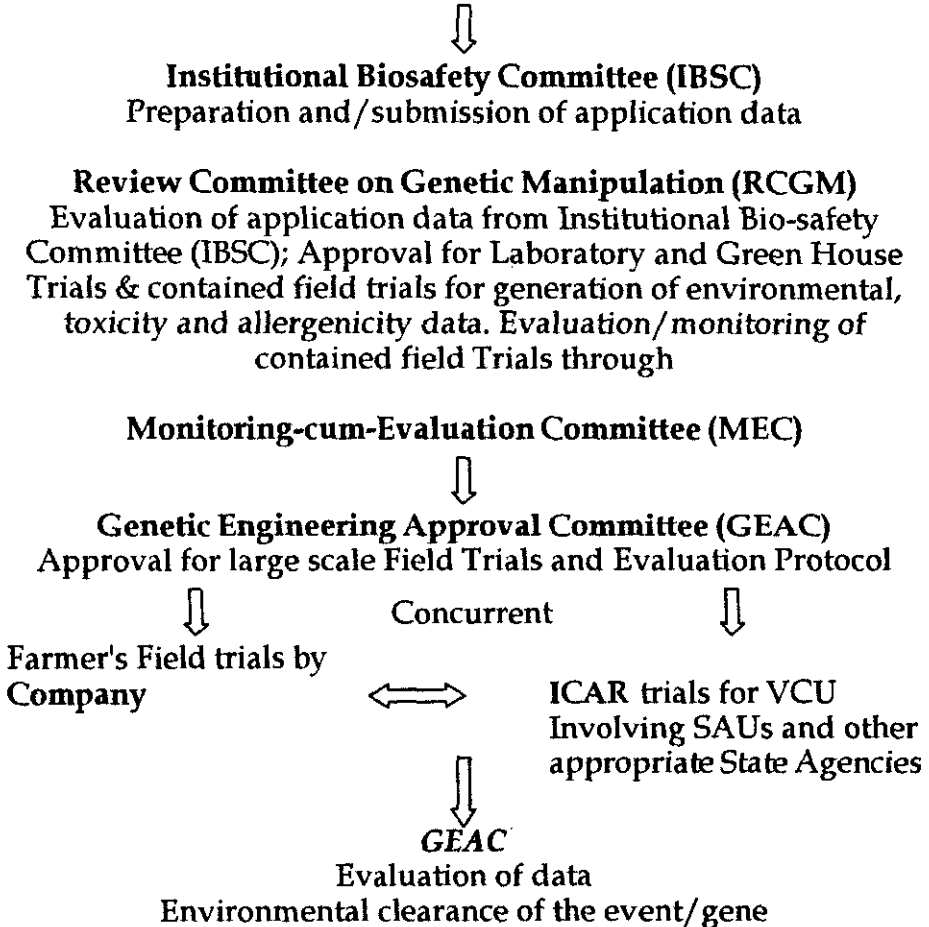 Institutional Biosafety Committee (IBSC)
Preparation and/submission of application data
Review Committee on Genetic Manipulation (RCGM)
Evaluation of application data from Institutional Bio-safety
Committee (IBSC); Approval for Laboratory and Green House
Trials & contained field trials for generation of environmental,
toxicity and allergenicity data. Evaluation/monitoring of
contained field Trials through
Monitoring-cum-Evaluation Committee (MEC)
Genetic Engineering Approval Committee (GEAC)
Approval for large scale Field Trials and Evaluation Protocol
Concurrent
Farmer's Field trials by
Company
ICAR trials for VCU
Involving SAUs and other
appropriate State Agencies
GEAC
Evaluation of data
Environmental clearance of the event/gene